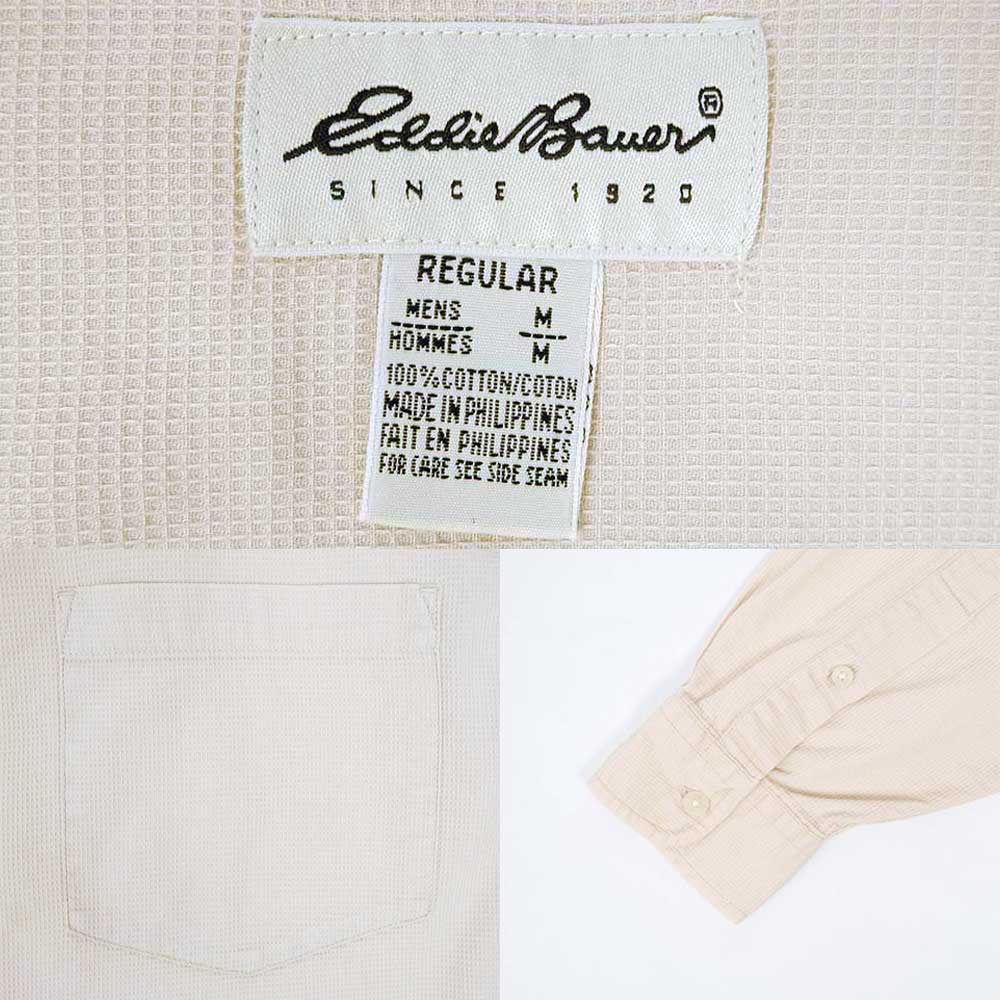 Eddie Bauer®
SINCE 1920
REGULAR
MENS M
HOMMES M
100% COTTON/COTON
MADE IN PHILIPPINES
FAIT EN PHILIPPINES
FOR CARE SEE SIDE SEAM